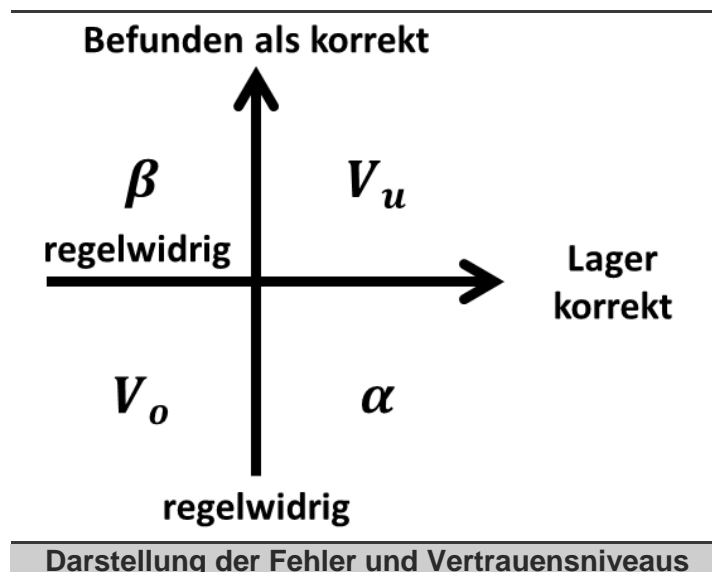 Befunden als korrekt
β
V_u
regelwidrig
Lager
korrekt
V_o
α
regelwidrig
Darstellung der Fehler und Vertrauensniveaus